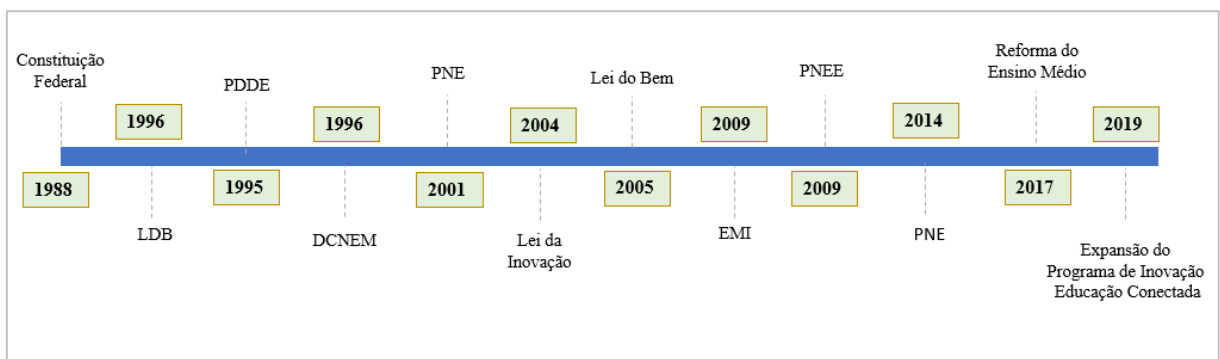 Constituição
Federal
1988
1996
LDB
PDDE
1995
1996
DCNEM
PNE
2001
2004
Lei da
Inovação
Lei do Bem
2005
2009
EMI
PNEE
2009
2014
PNE
Reforma do
Ensino Médio
2017
2019
Expansão do
Programa de Inovação
Educação Conectada